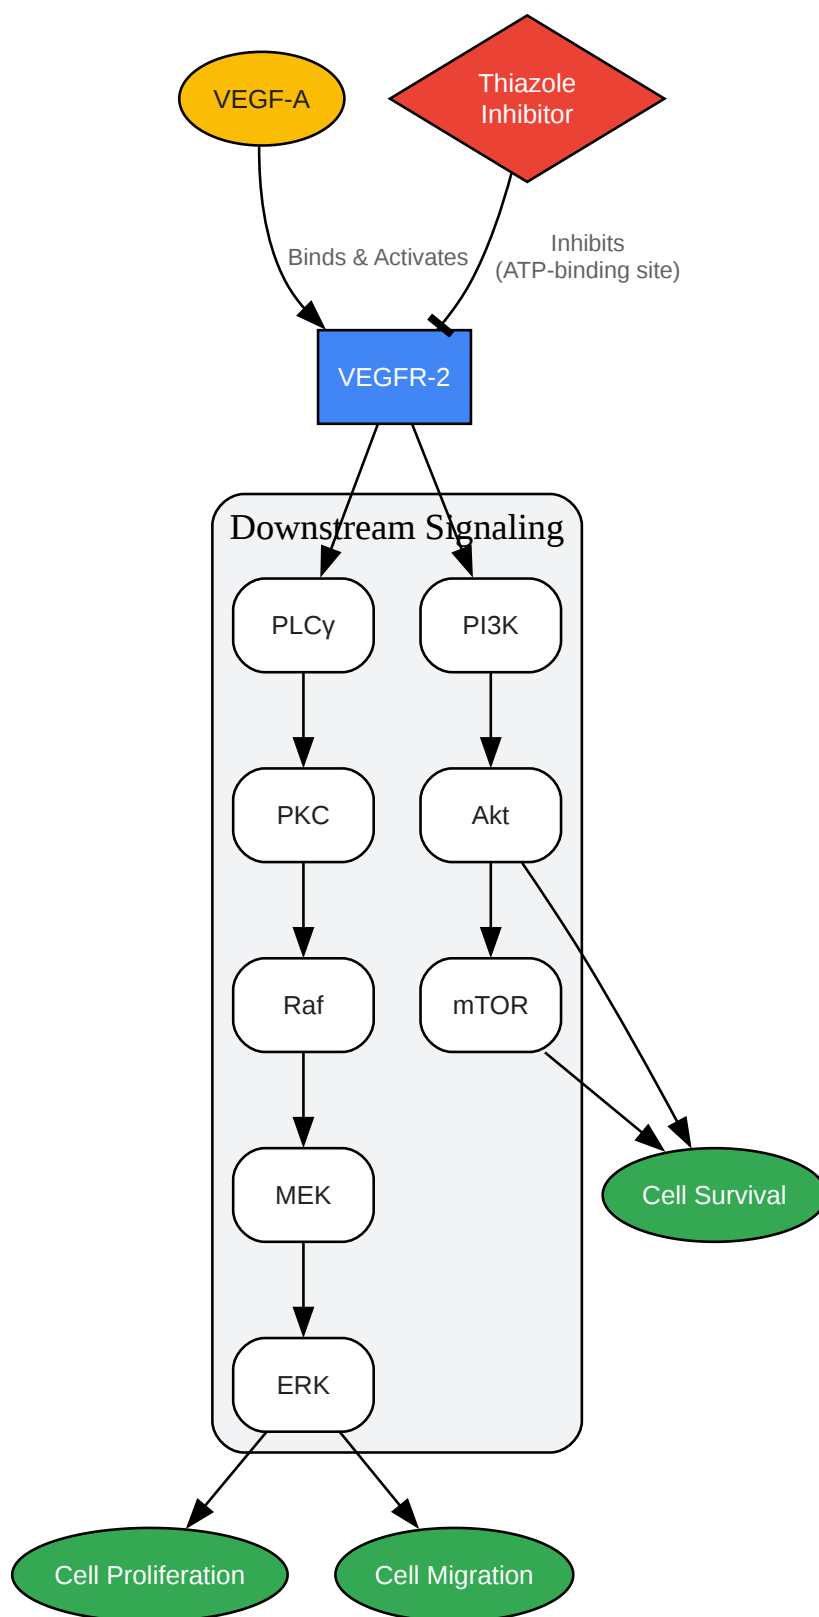 VEGF-A
Thiazole
Inhibitor
Binds & Activates
Inhibits
(ATP-binding site)
VEGFR-2
Downstream Signaling
PLCγ
PI3K
PKC
Akt
Raf
mTOR
MEK
Cell Survival
ERK
Cell Proliferation
Cell Migration